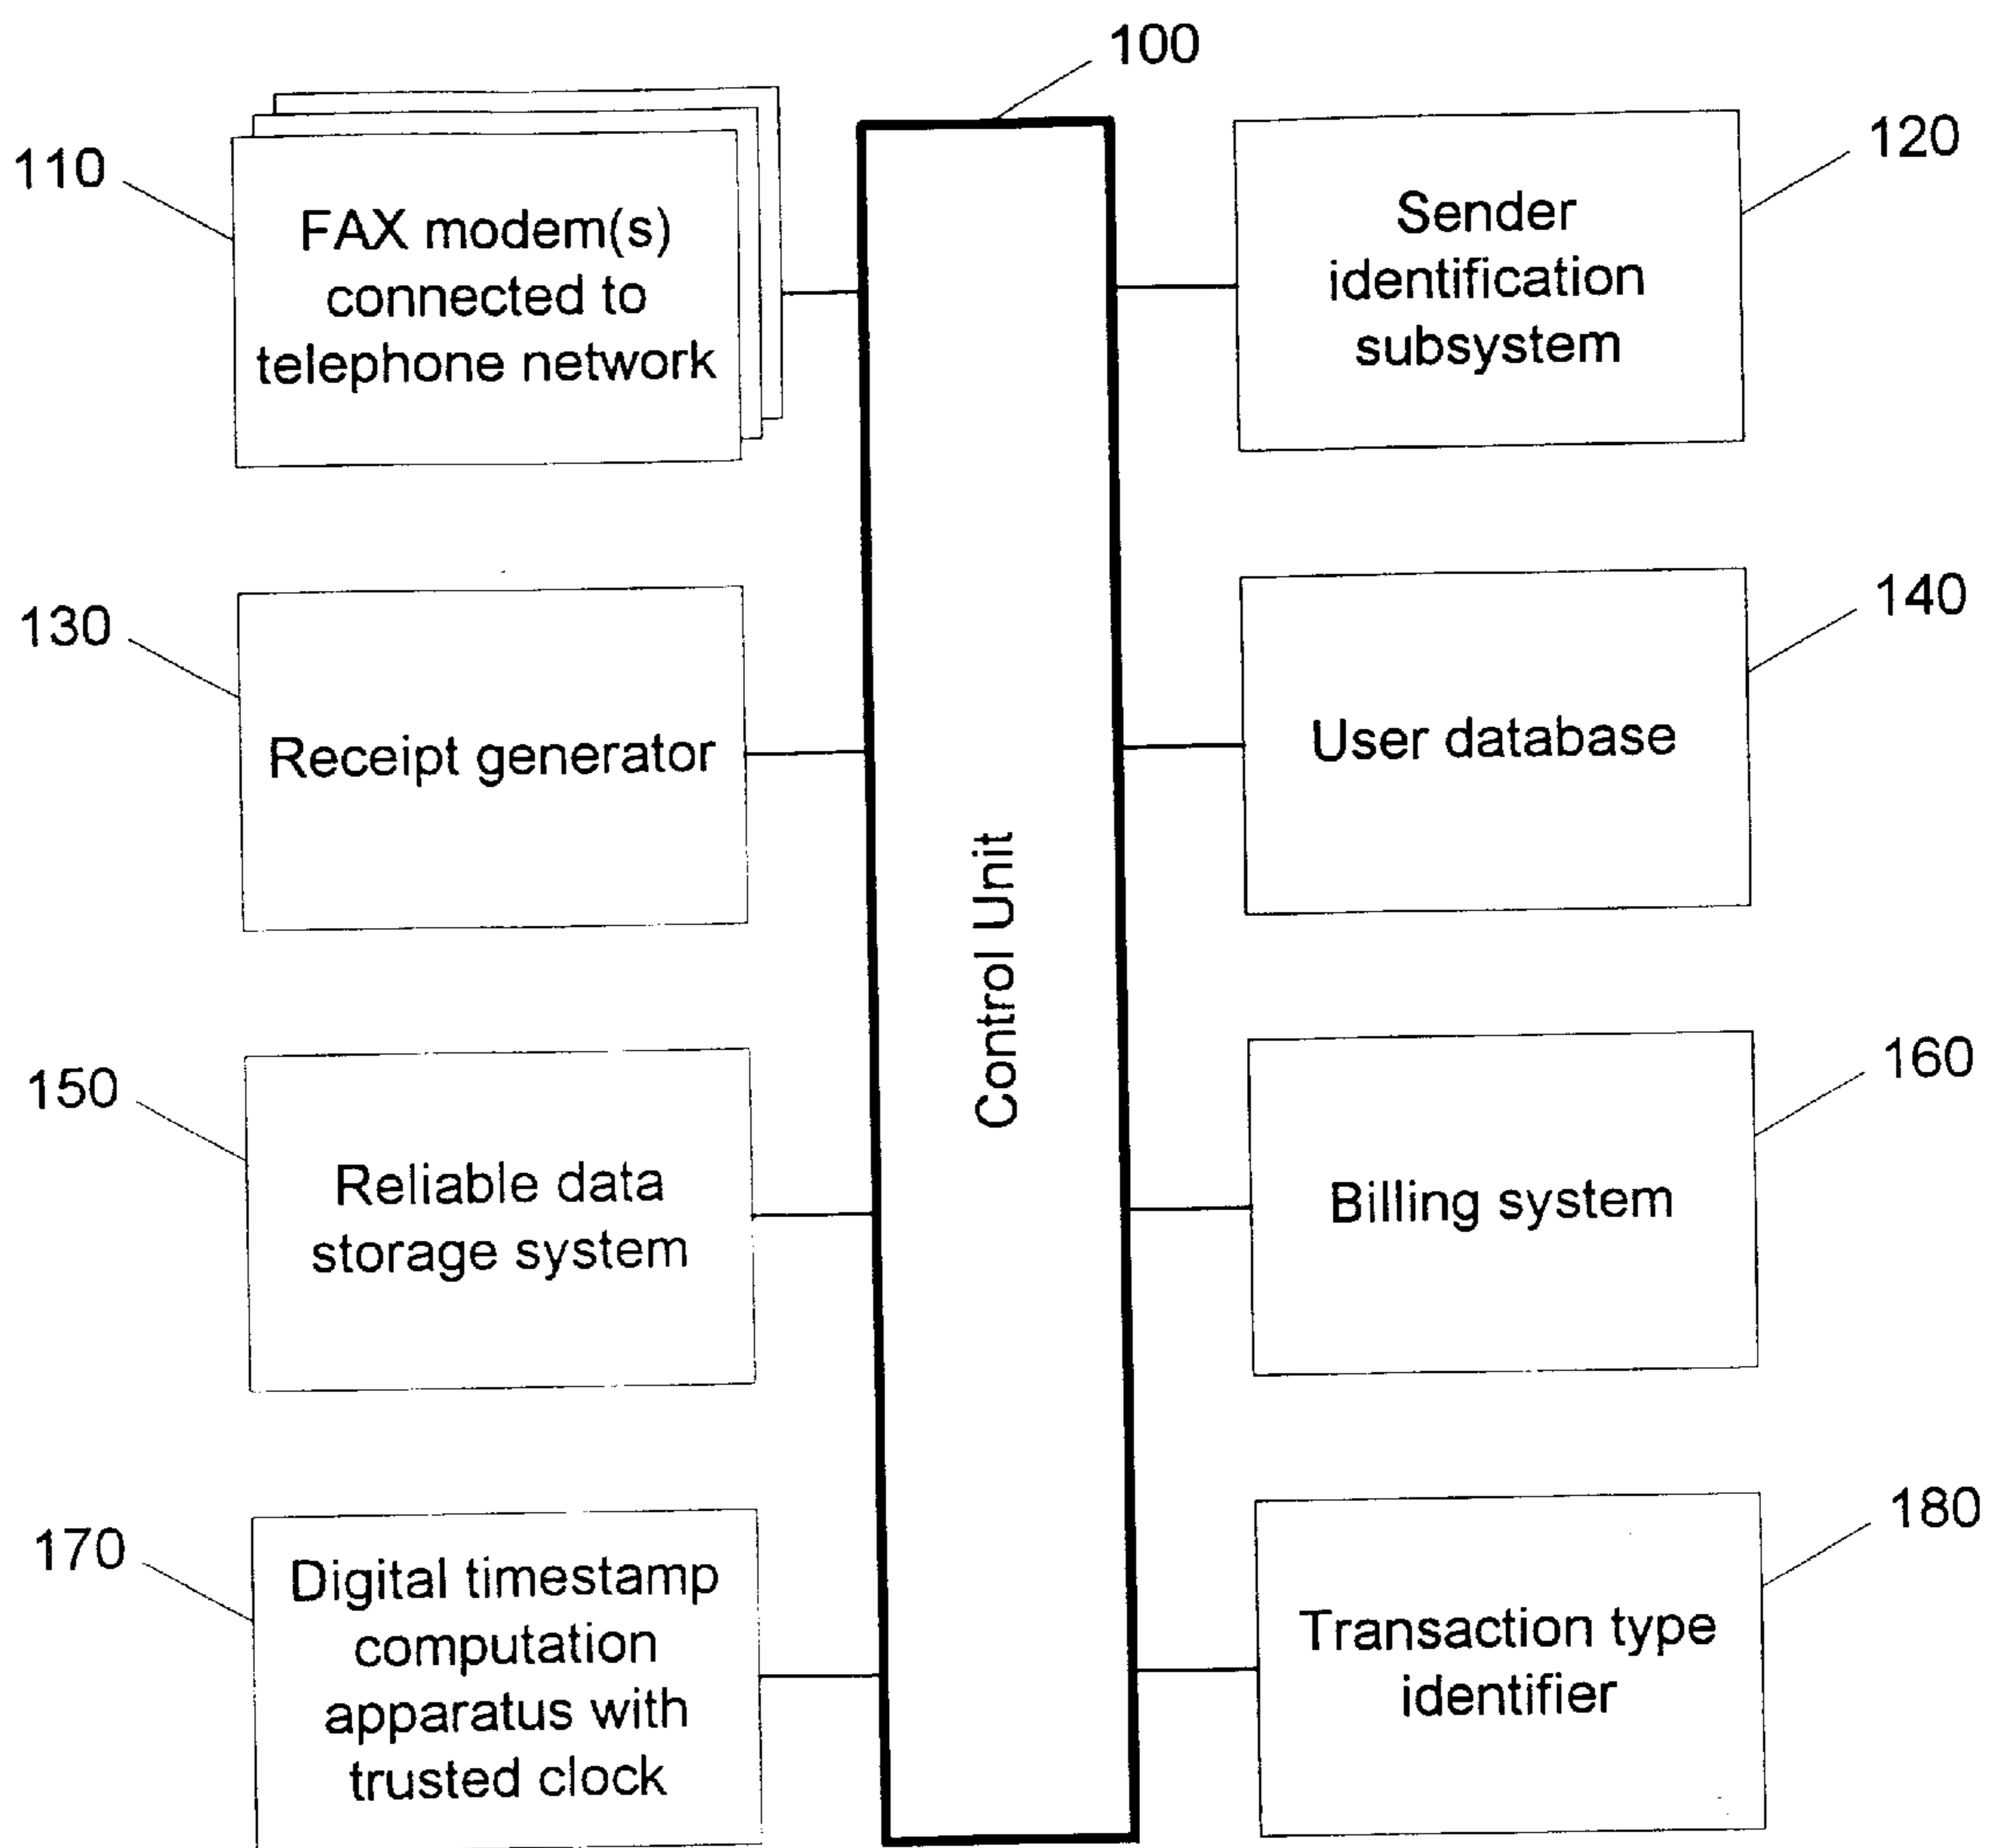 100
110
FAX modem(s)
connected to
telephone network
120
Sender
identification
subsystem
130
Receipt generator
140
User database
Control Unit
150
Reliable data
storage system
160
Billing system
170
Digital timestamp
computation
apparatus with
trusted clock
180
Transaction type
identifier